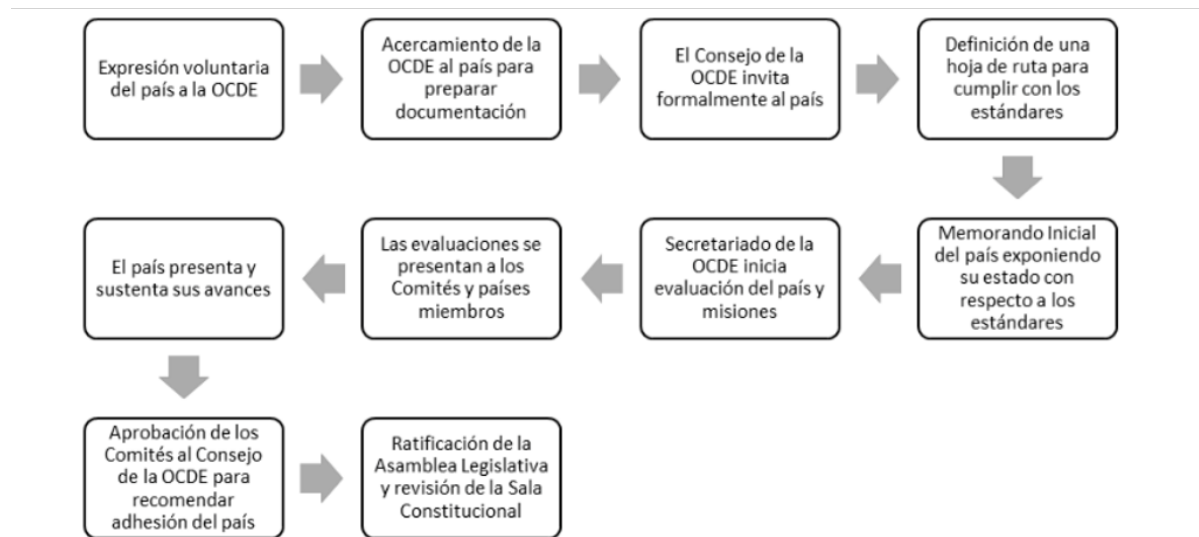 Expresión voluntaria
del país a la OCDE
Acercamiento de la
OCDE al país para
preparar
documentación
El Consejo de la
OCDE invita
formalmente al país
Definición de una
hoja de ruta para
cumplir con los
estándares
Memorando Inicial
del país exponiendo
su estado con
respecto a los
estándares
Secretariado de la
OCDE inicia
evaluación del país y
misiones
Las evaluaciones se
presentan a los
Comités y países
miembros
El país presenta y
sustenta sus avances
Aprobación de los
Comités al Consejo
de la OCDE para
recomendar
adhesión del país
Ratificación de la
Asamblea Legislativa
y revisión de la Sala
Constitucional